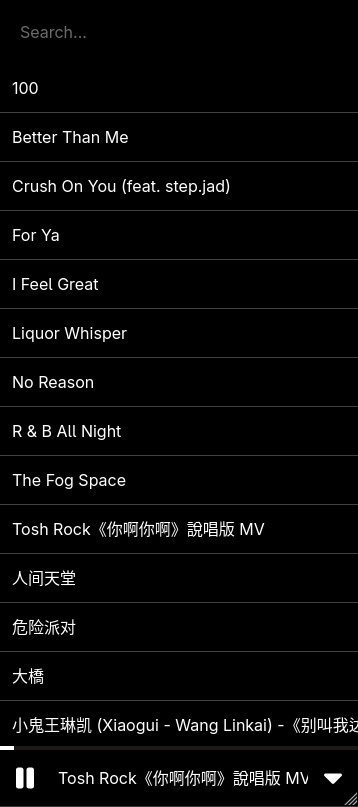 Search...
100
Better Than Me
Crush On You (feat. step.jad)
For Ya
I Feel Great
Liquor Whisper
No Reason
R & B All Night
The Fog Space
Tosh Rock《你啊你啊》說唱版 MV
人间天堂
危险派对
大橋
小鬼王琳凯 (Xiaogui - Wang Linkai) -《别叫我达
Tosh Rock《你啊你啊》說唱版 MV